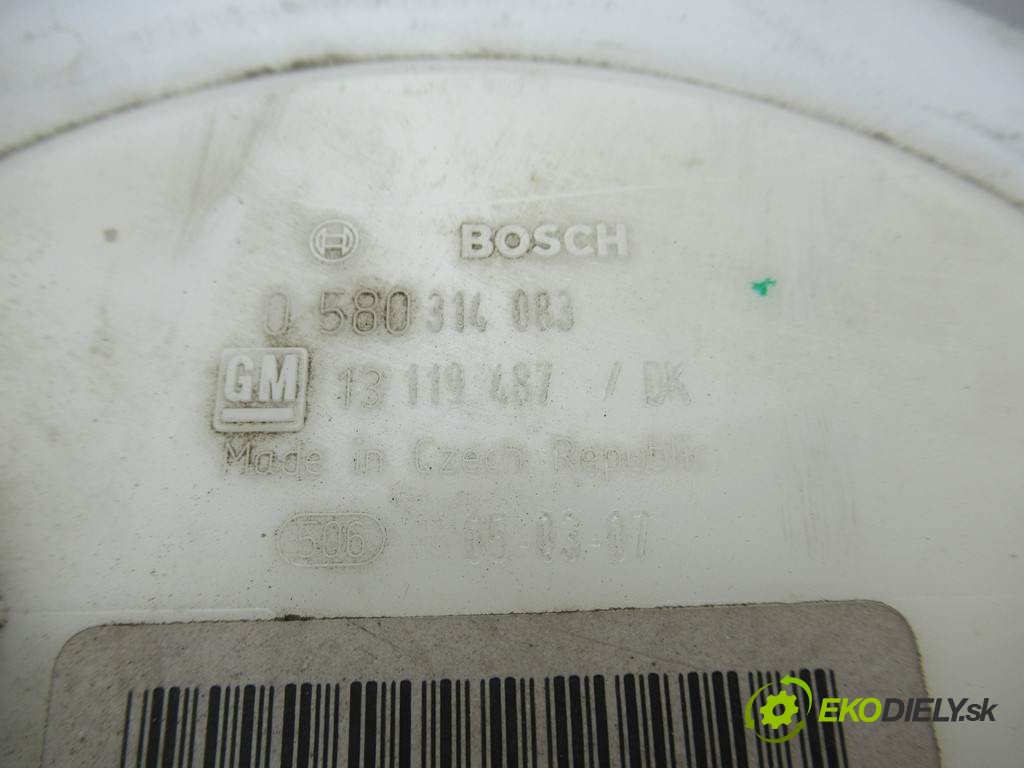 BOSCH
0 580 314 083
GM 13 119 487 / DK
Made in Czech Republic
506 05-03-07
EKODIELY.sk